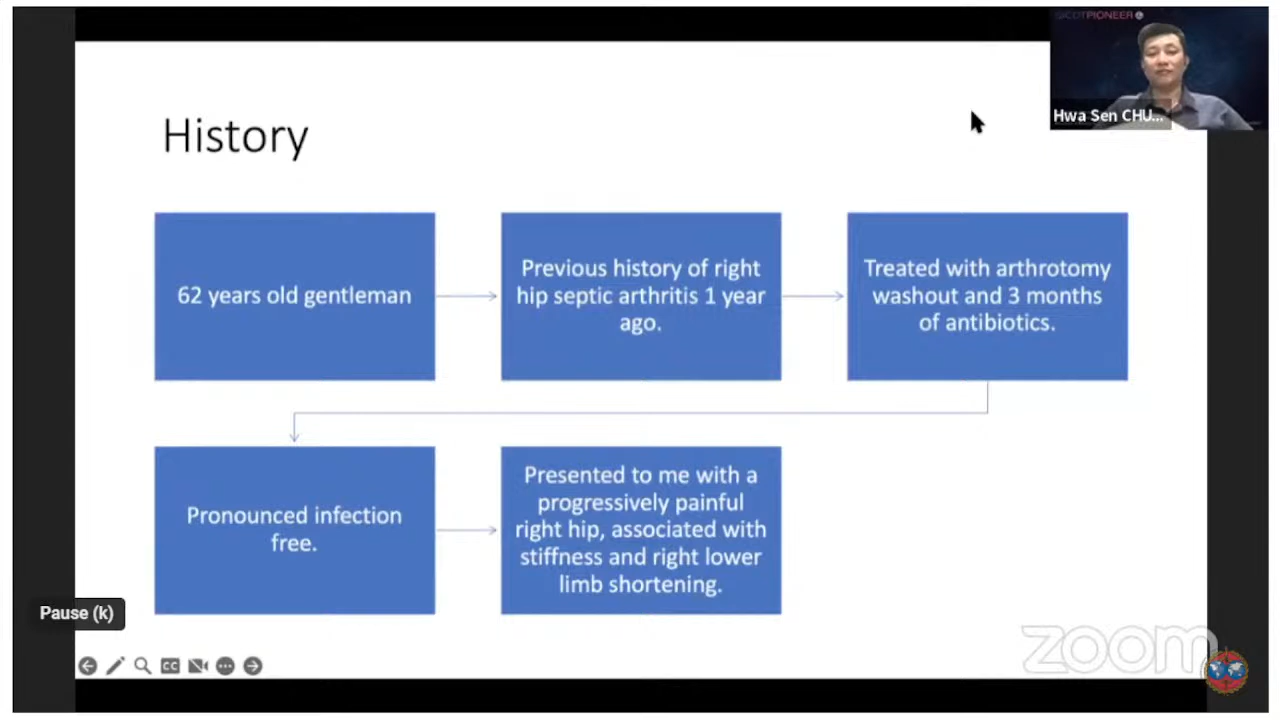 SICOTPIONEER
Hwa Sen CHU...
History
62 years old gentleman
Previous history of right
hip septic arthritis 1 year
ago.
Treated with arthrotomy
washout and 3 months
of antibiotics.
Pronounced infection
free.
Presented to me with a
progressively painful
right hip, associated with
stiffness and right lower
limb shortening.
Pause (k)
CC
zoom